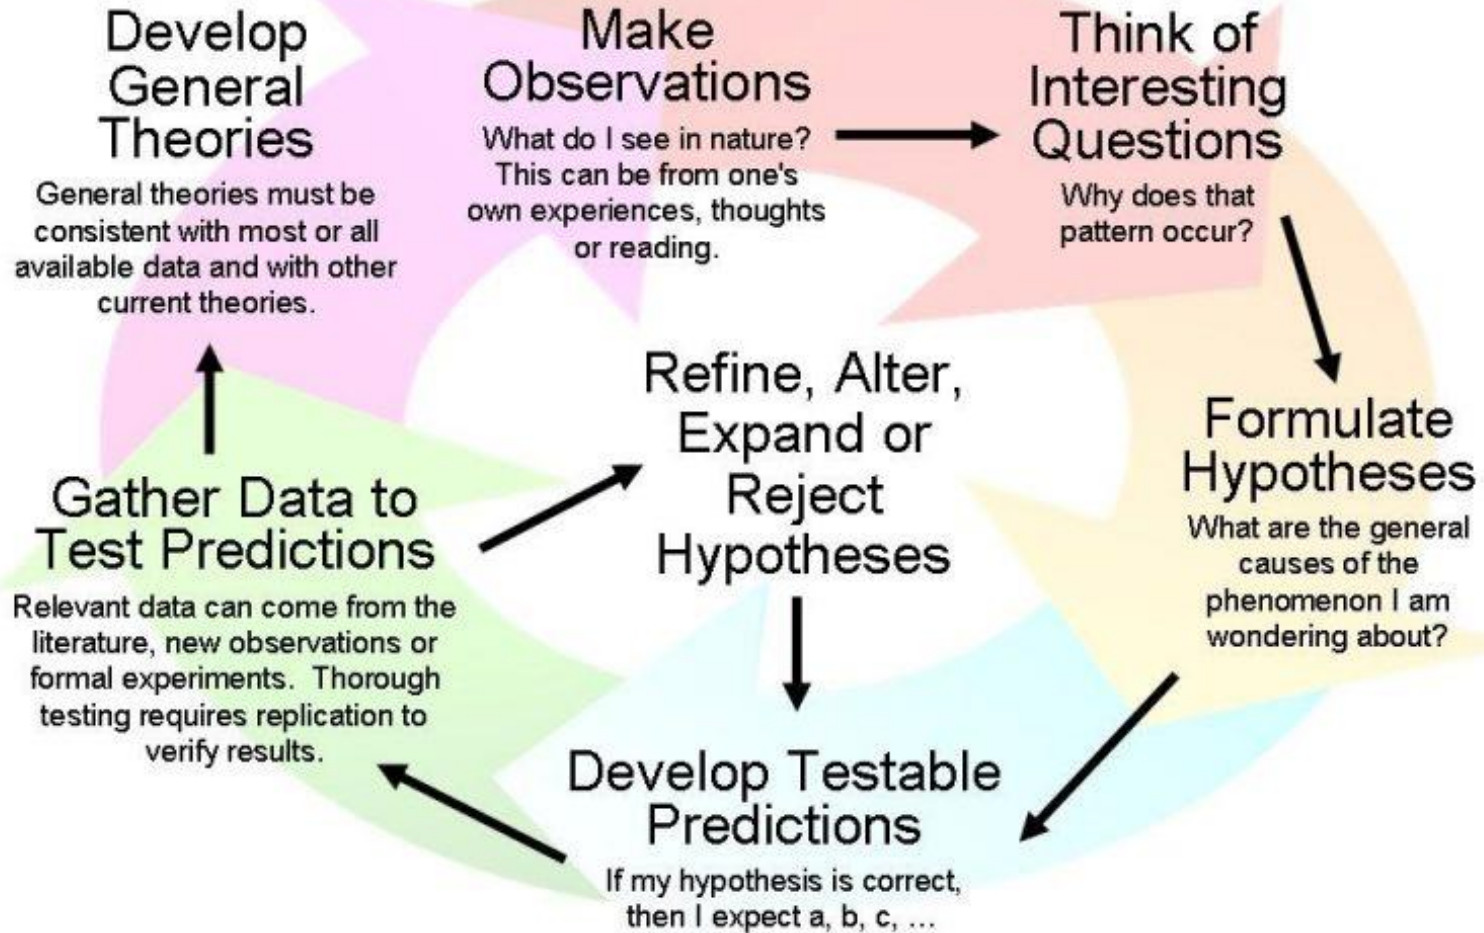 Develop
General
Theories
General theories must be
consistent with most or all
available data and with other
current theories.
Make
Observations
What do I see in nature?
This can be from one's
own experiences, thoughts
or reading.
Think of
Interesting
Questions
Why does that
pattern occur?
Refine, Alter,
Expand or
Reject
Hypotheses
Formulate
Hypotheses
What are the general
causes of the
phenomenon I am
wondering about?
Gather Data to
Test Predictions
Relevant data can come from the
literature, new observations or
formal experiments. Thorough
testing requires replication to
verify results.
Develop Testable
Predictions
If my hypothesis is correct,
then I expect a, b, c, ...